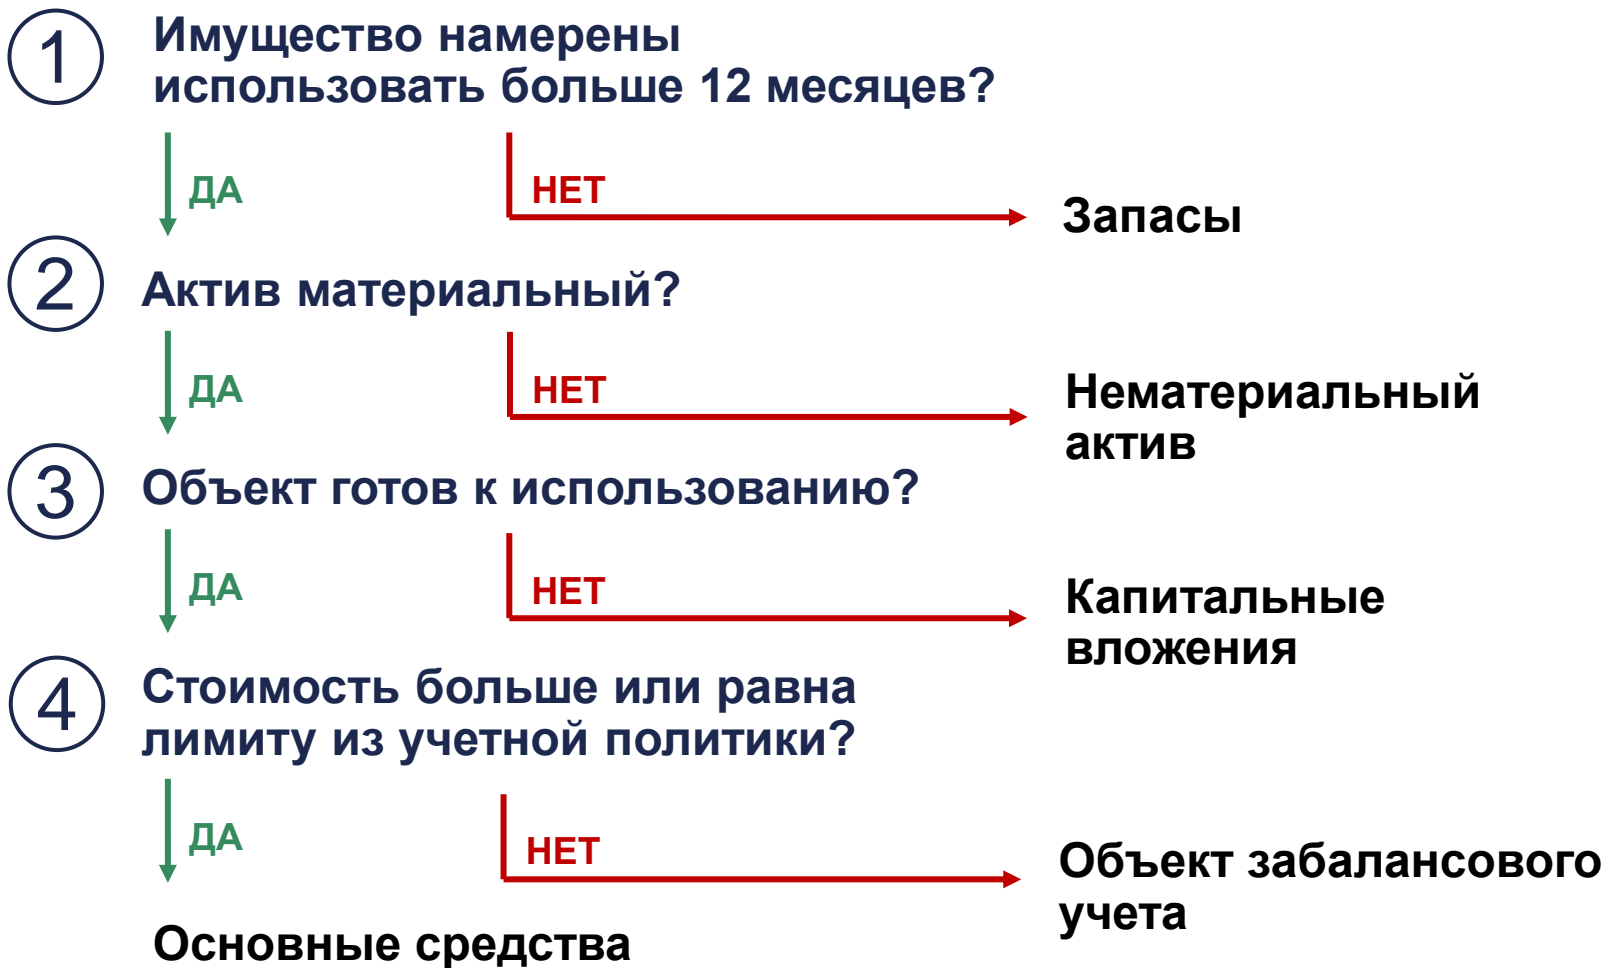 1
Имущество намерены
использовать больше 12 месяцев?
ДА
НЕТ
Запасы
2
Актив материальный?
ДА
НЕТ
Нематериальный
актив
3
Объект готов к использованию?
ДА
НЕТ
Капитальные
вложения
4
Стоимость больше или равна
лимиту из учетной политики?
ДА
НЕТ
Объект забалансового
учета
Основные средства